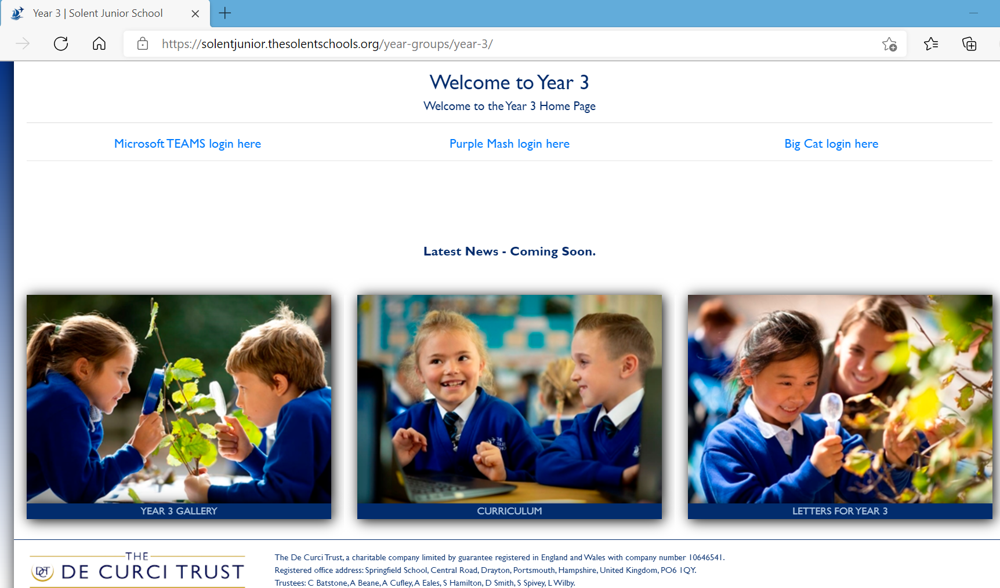 Year 3 | Solent Junior School
https://solentjunior.thesolentschools.org/year-groups/year-3/
Welcome to Year 3
Welcome to the Year 3 Home Page
Microsoft TEAMS login here
Purple Mash login here
Big Cat login here
Latest News - Coming Soon.
YEAR 3 GALLERY
CURRICULUM
LETTERS FOR YEAR 3
THE
DCT DE CURCI TRUST
The De Curci Trust, a charitable company limited by guarantee registered in England and Wales with company number 10646541.
Registered office address: Springfield School, Central Road, Drayton, Portsmouth, Hampshire, United Kingdom, PO6 1QY.
Trustees: C Batstone, A Beane, A Cufley, A Eales, S Hamilton, D Smith, S Spivey, L Wilby.